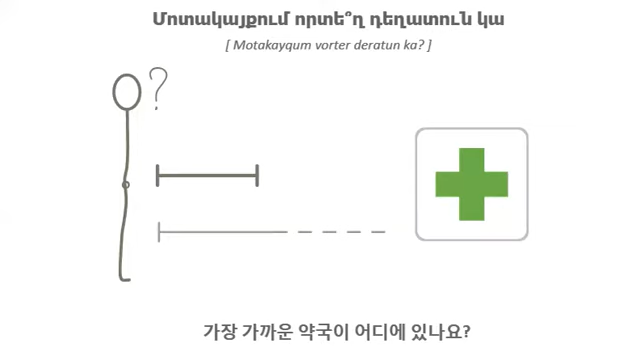 Մոտակայքում որտե՞ղ դեղատուն կա
[ Motakayqum vorter deratun ka? ]
?
가장 가까운 약국이 어디에 있나요?